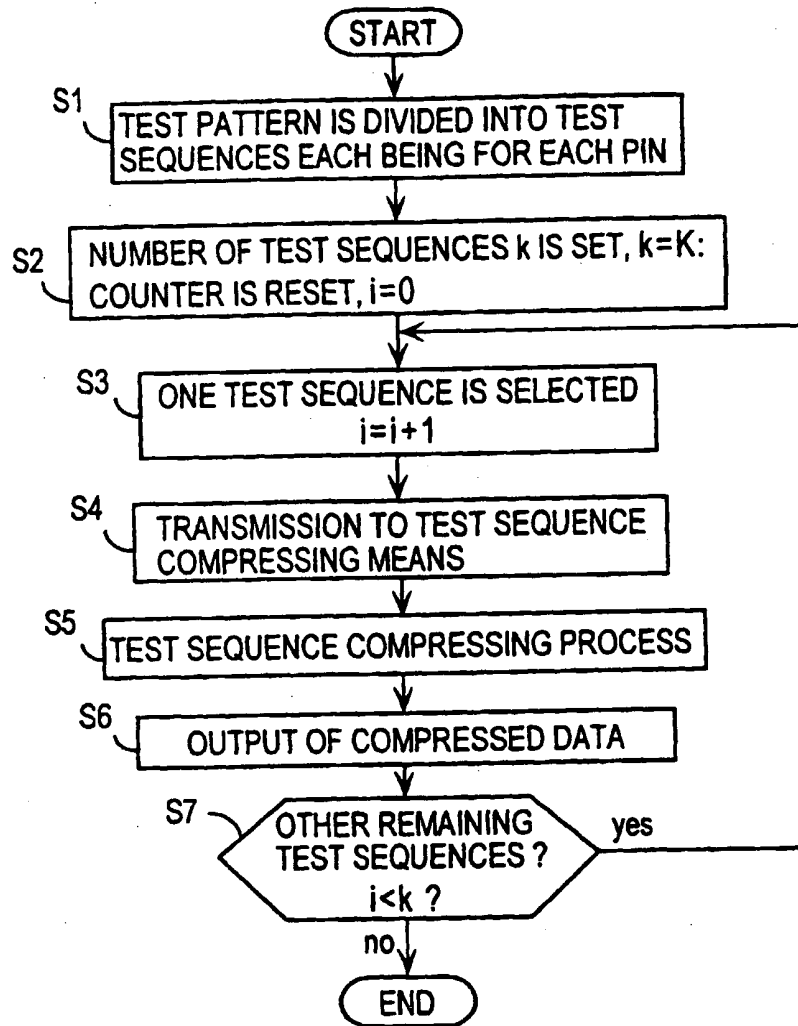 START
S1
TEST PATTERN IS DIVIDED INTO TEST
SEQUENCES EACH BEING FOR EACH PIN
S2
NUMBER OF TEST SEQUENCES k IS SET, k=K:
COUNTER IS RESET, i=0
S3
ONE TEST SEQUENCE IS SELECTED
i=i+1
S4
TRANSMISSION TO TEST SEQUENCE
COMPRESSING MEANS
S5
TEST SEQUENCE COMPRESSING PROCESS
S6
OUTPUT OF COMPRESSED DATA
S7
OTHER REMAINING
TEST SEQUENCES ?
i<k ?
yes
no
END